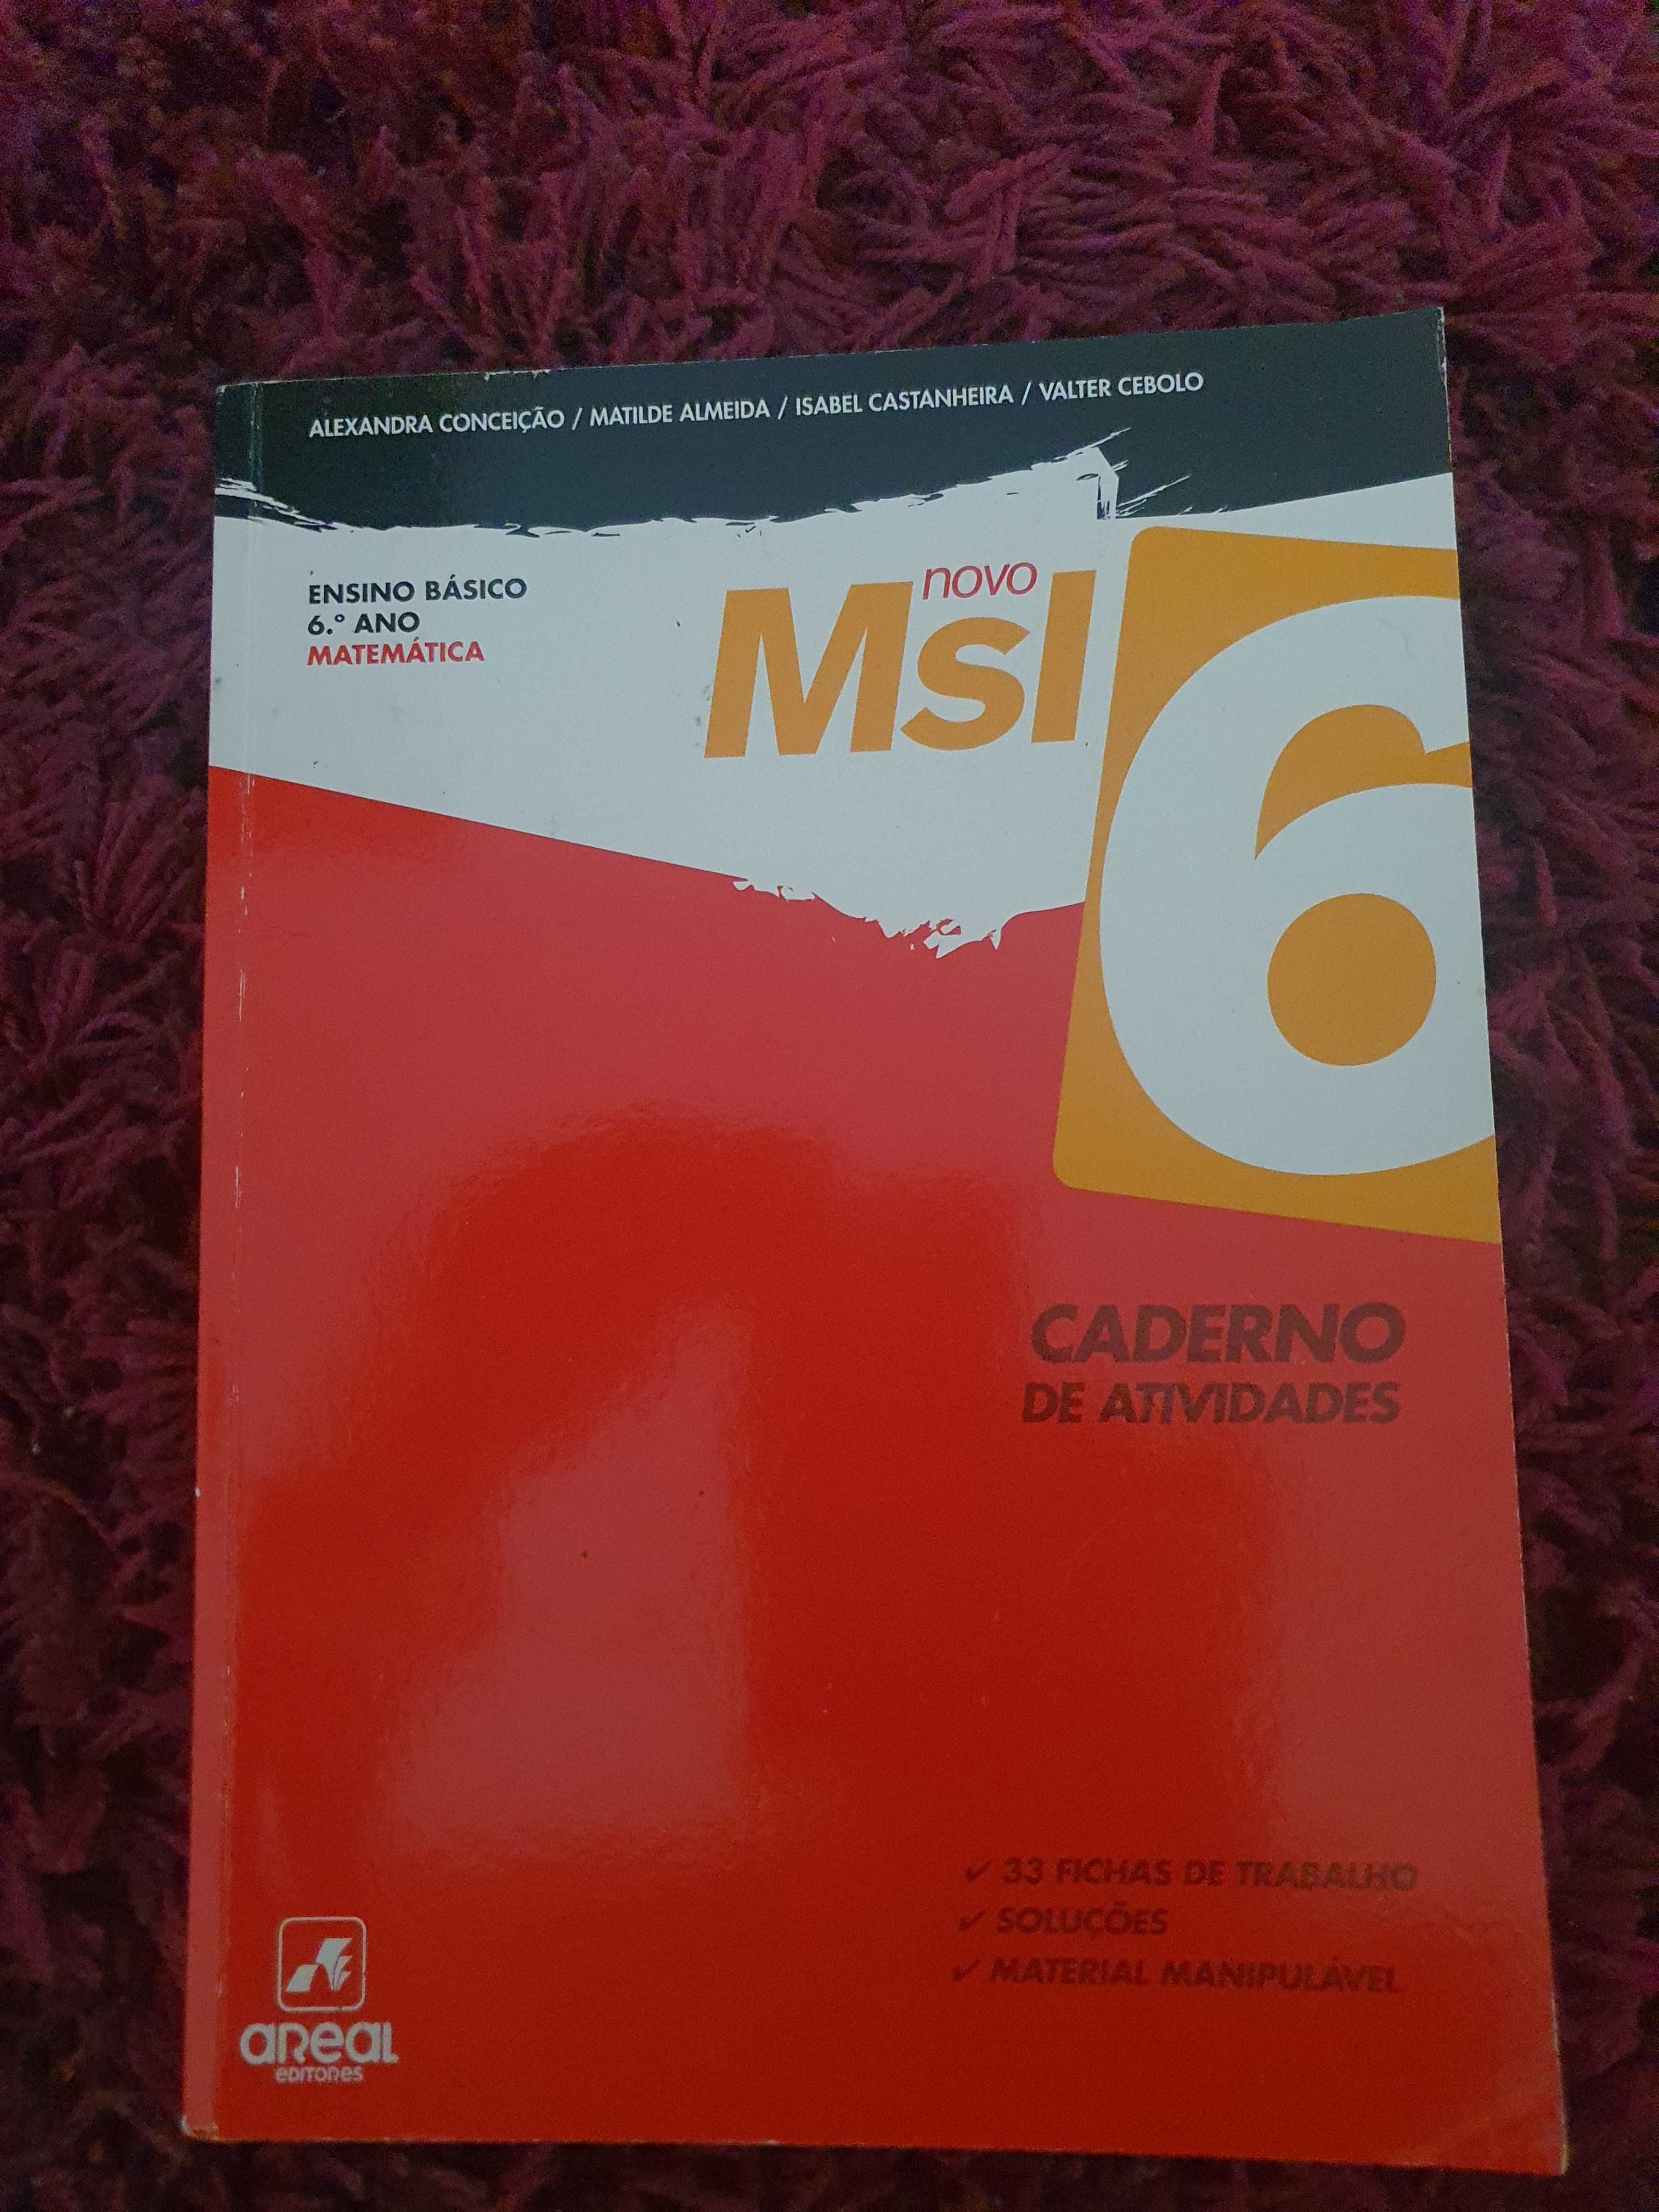 ALEXANDRA CONCEIÇÃO / MATILDE ALMEIDA / ISABEL CASTANHEIRA / VALTER CEBOLO
ENSINO BÁSICO
6.º ANO
MATEMÁTICA
novo
MSI
6
CADERNO
DE ATIVIDADES
✓ 33 FICHAS DE TRABALHO
✓ SOLUÇÕES
✓ MATERIAL MANIPULÁVEL
AREAL
EDITORES